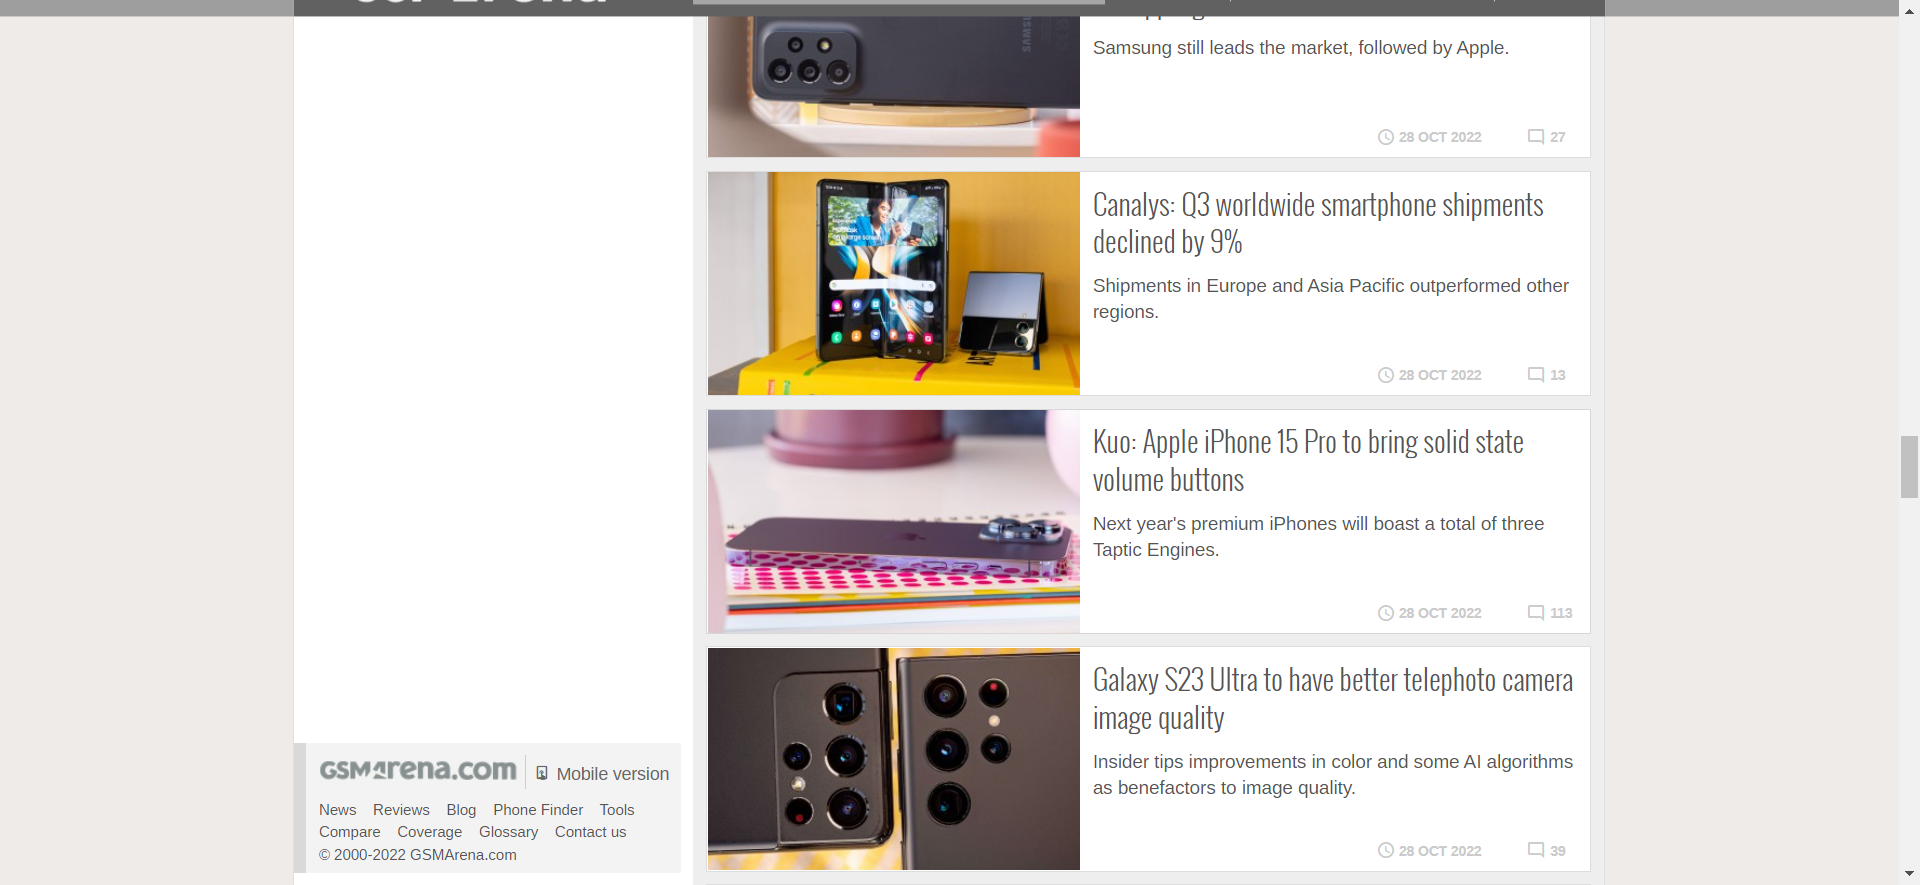 Samsung still leads the market, followed by Apple.
28 OCT 2022 27
Canalys: Q3 worldwide smartphone shipments
declined by 9%
Shipments in Europe and Asia Pacific outperformed other
regions.
28 OCT 2022 13
Kuo: Apple iPhone 15 Pro to bring solid state
volume buttons
Next year's premium iPhones will boast a total of three
Taptic Engines.
28 OCT 2022 113
Galaxy S23 Ultra to have better telephoto camera
image quality
Insider tips improvements in color and some AI algorithms
as benefactors to image quality.
28 OCT 2022 39
GSMArena.com Mobile version
News Reviews Blog Phone Finder Tools
Compare Coverage Glossary Contact us
© 2000-2022 GSMArena.com
SAMSUNG